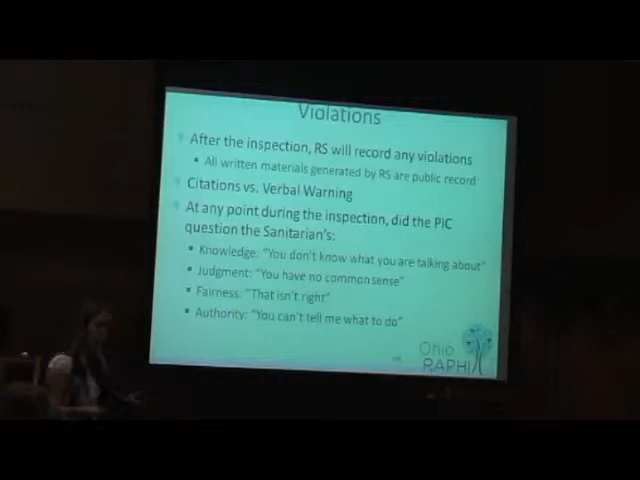 Violations
After the inspection, RS will record any violations
All written materials generated by RS are public record
Citations vs. Verbal Warning
At any point during the inspection, did the PIC
question the Sanitarian's:
Knowledge: "You don't know what you are talking about"
Judgment: "You have no common sense"
Fairness: "That isn't right"
Authority: "You can't tell me what to do"
Ohio
RAPHI